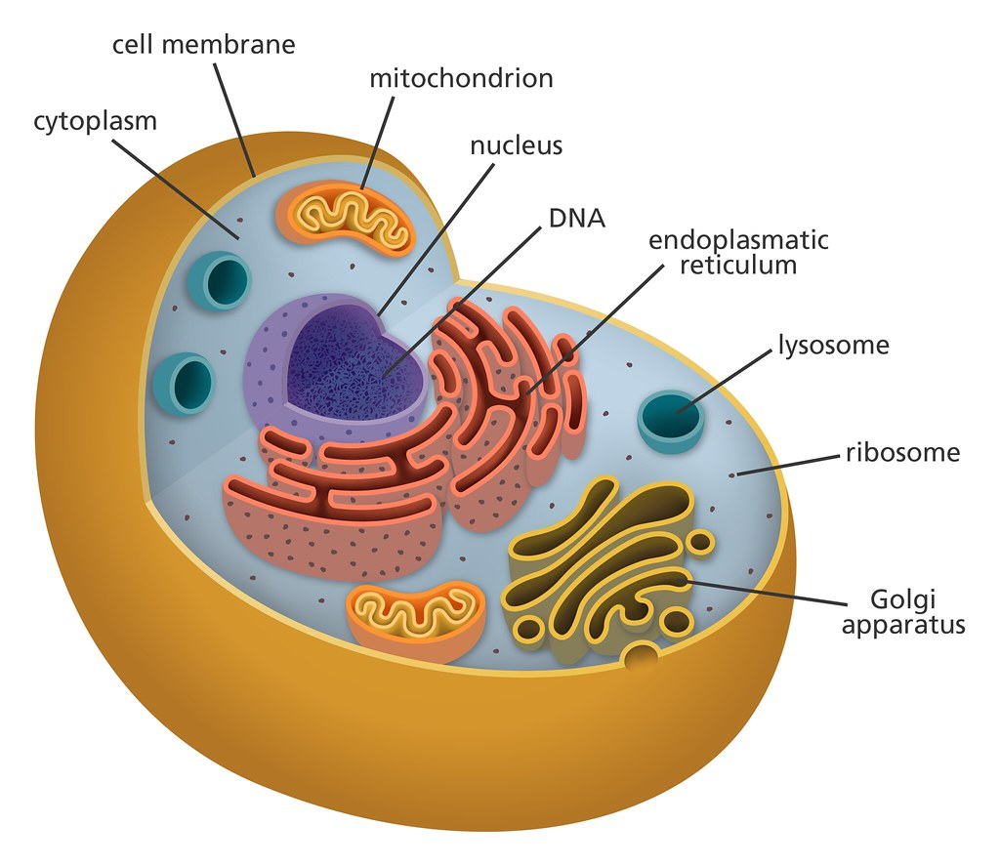 cell membrane
mitochondrion
cytoplasm
nucleus
DNA
endoplasmatic
reticulum
lysosome
ribosome
Golgi
apparatus